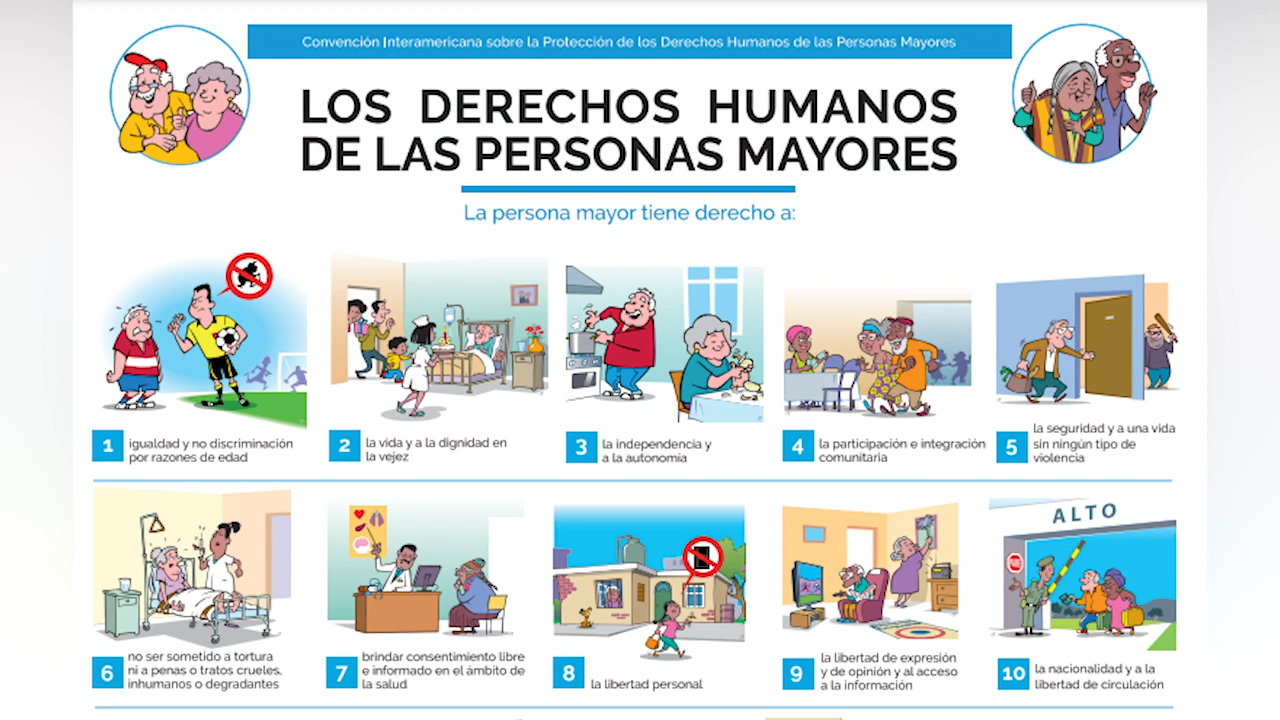 Convención Interamericana sobre la Protección de los Derechos Humanos de las Personas Mayores
LOS DERECHOS HUMANOS
DE LAS PERSONAS MAYORES
La persona mayor tiene derecho a:
1 igualdad y no discriminación
por razones de edad
2 la vida y a la dignidad en
la vejez
3 la independencia y
a la autonomía
4 la participación e integración
comunitaria
5 la seguridad y a una vida
sin ningún tipo de
violencia
ALTO
6 no ser sometido a tortura
ni a penas o tratos crueles,
inhumanos o degradantes
7 brindar consentimiento libre
e informado en el ámbito de
la salud
8 la libertad personal
9 la libertad de expresión
y de opinión y al acceso
a la información
10 la nacionalidad y a la
libertad de circulación